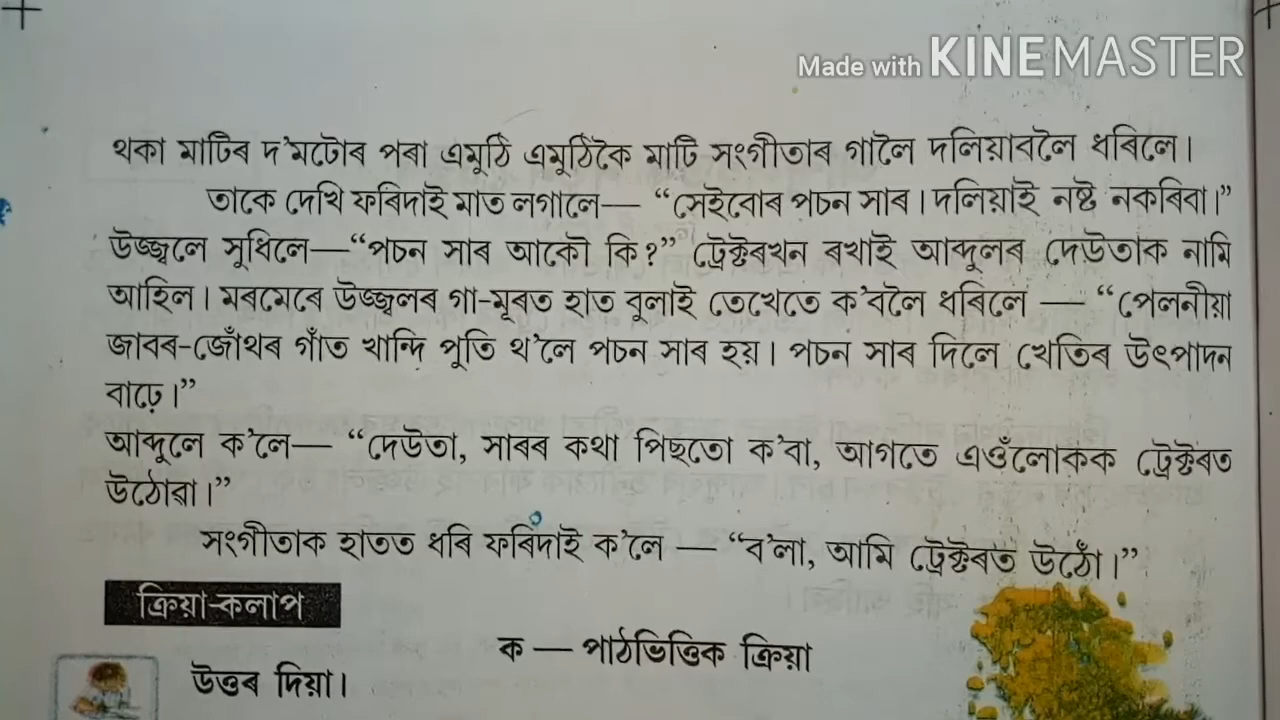 Made with KINEMASTER
থকা মাটিৰ দ'মটোৰ পৰা এমুঠি এমুঠিকৈ মাটি সংগীতাৰ গালৈ দলিয়াবলৈ ধৰিলে।
তাকে দেখি ফৰিদাই মাত লগালে— “সেইবোৰ পচন সাৰ। দলিয়াই নষ্ট নকৰিবা।”
উজ্জ্বলে সুধিলে—“পচন সাৰ আকৌ কি?” ট্ৰেক্টৰখন ৰখাই আব্দুলৰ দেউতাক নামি
আহিল। মৰমেৰে উজ্জ্বলৰ গা-মূৰত হাত বুলাই তেখেতে ক'বলৈ ধৰিলে — “পেলনীয়া
জাবৰ-জোঁথৰ গাঁত খান্দি পুতি থ'লে পচন সাৰ হয়। পচন সাৰ দিলে খেতিৰ উৎপাদন
বাঢ়ে।”
আব্দুলে ক'লে— “দেউতা, সাৰৰ কথা পিছতো ক'বা, আগতে এওঁলোকক ট্ৰেক্টৰত
উঠোৱা।”
সংগীতাক হাতত ধৰি ফৰিদাই ক'লে — “ব'লা, আমি ট্ৰেক্টৰত উঠোঁ।”
ক্ৰিয়া-কলাপ
ক — পাঠভিত্তিক ক্ৰিয়া
উত্তৰ দিয়া।